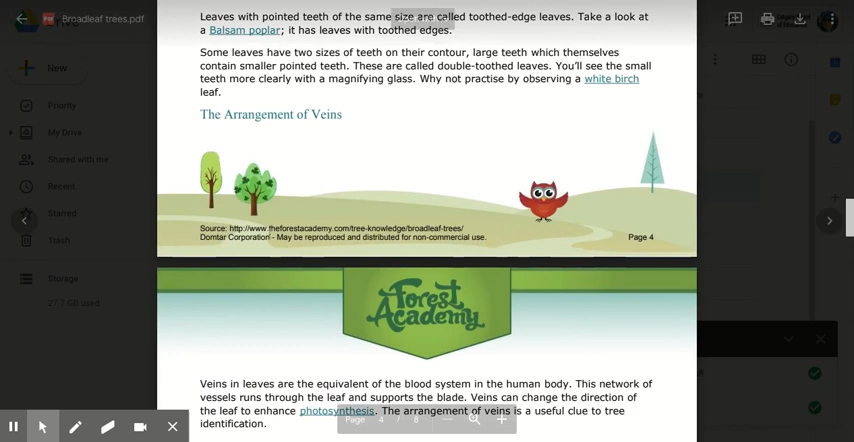 Broadleaf trees.pdf
Leaves with pointed teeth of the same size are called toothed-edge leaves. Take a look at
a Balsam poplar; it has leaves with toothed edges.
Some leaves have two sizes of teeth on their contour, large teeth which themselves
contain smaller pointed teeth. These are called double-toothed leaves. You’ll see the small
teeth more clearly with a magnifying glass. Why not practise by observing a white birch
leaf.
The Arrangement of Veins
Source: http://www.theforestacademy.com/tree-knowledge/broadleaf-trees/
Domtar Corporation - May be reproduced and distributed for non-commercial use.
Page 4
New
Priority
My Drive
Shared with me
Recent
Starred
Trash
Storage
27.7 GB used
Forest
Academy
Veins in leaves are the equivalent of the blood system in the human body. This network of
vessels runs through the leaf and supports the blade. Veins can change the direction of
the leaf to enhance photosynthesis. The arrangement of veins is a useful clue to tree
identification.
Page 4 / 8